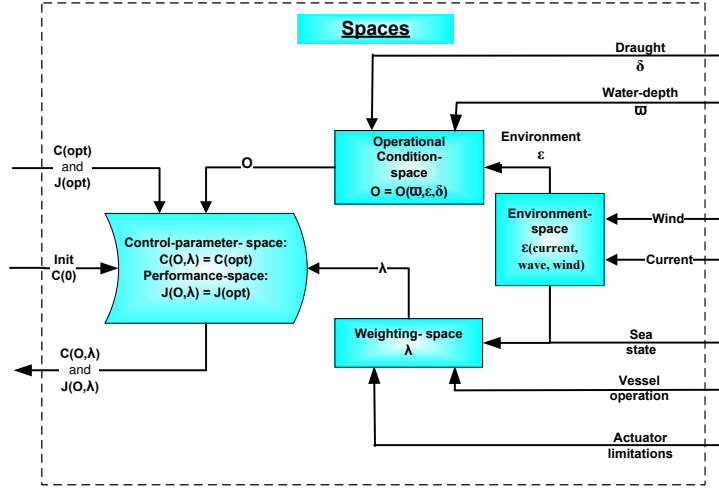 Spaces
Draught
δ
Water-depth
ϖ
C(opt)
and
J(opt)
O
Operational
Condition-
space
O = O(ϖ,ε,δ)
Environment
ε
Environment-
space
ε(current,
wave, wind)
Wind
Current
Init
C(0)
Control-parameter- space:
C(O,λ) = C(opt)
Performance-space:
J(O,λ) = J(opt)
λ
Weighting- space
λ
Sea
state
C(O,λ)
and
J(O,λ)
Vessel
operation
Actuator
limitations